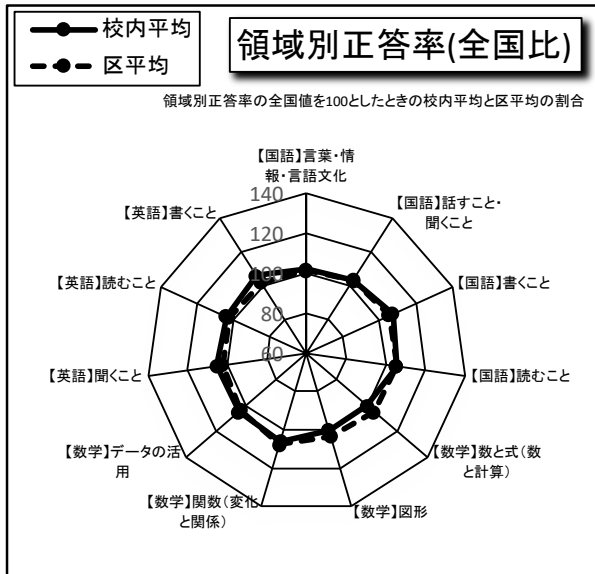 校内平均
区平均
領域別正答率(全国比)
領域別正答率の全国値を100としたときの校内平均と区平均の割合
【国語】言葉・情
報・言語文化
【国語】話すこと・
聞くこと
【国語】書くこと
【国語】読むこと
【数学】数と式(数
と計算)
【数学】図形
【数学】関数(変化
と関係)
【数学】データの活
用
【英語】聞くこと
【英語】読むこと
【英語】書くこと
140
120
100
80
60